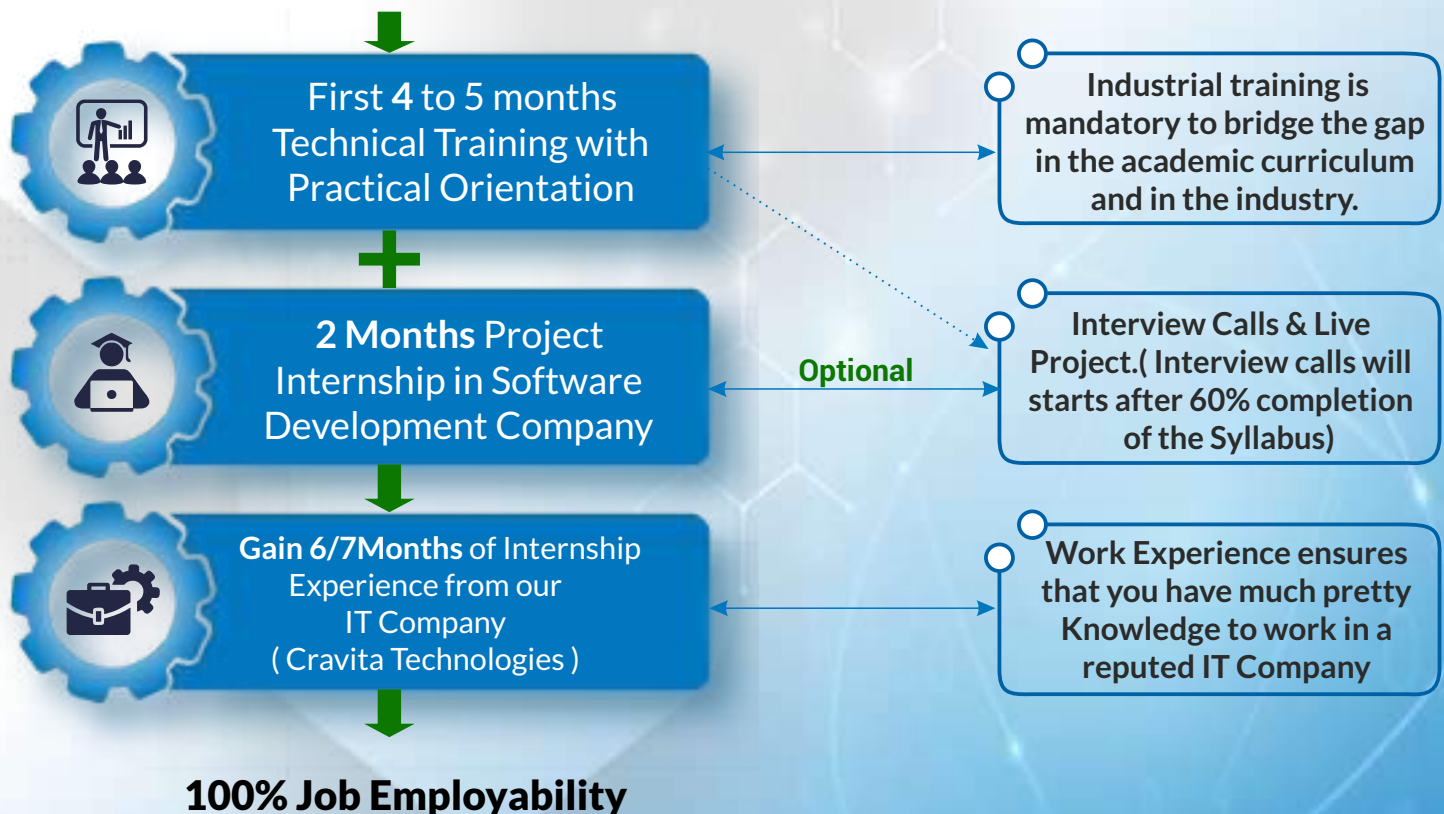 First 4 to 5 months
Technical Training with
Practical Orientation
Industrial training is
mandatory to bridge the gap
in the academic curriculum
and in the industry.
2 Months Project
Internship in Software
Development Company
Optional
Interview Calls & Live
Project.( Interview calls will
starts after 60% completion
of the Syllabus)
Gain 6/7Months of Internship
Experience from our
IT Company
( Cravita Technologies )
Work Experience ensures
that you have much pretty
Knowledge to work in a
reputed IT Company
100% Job Employability